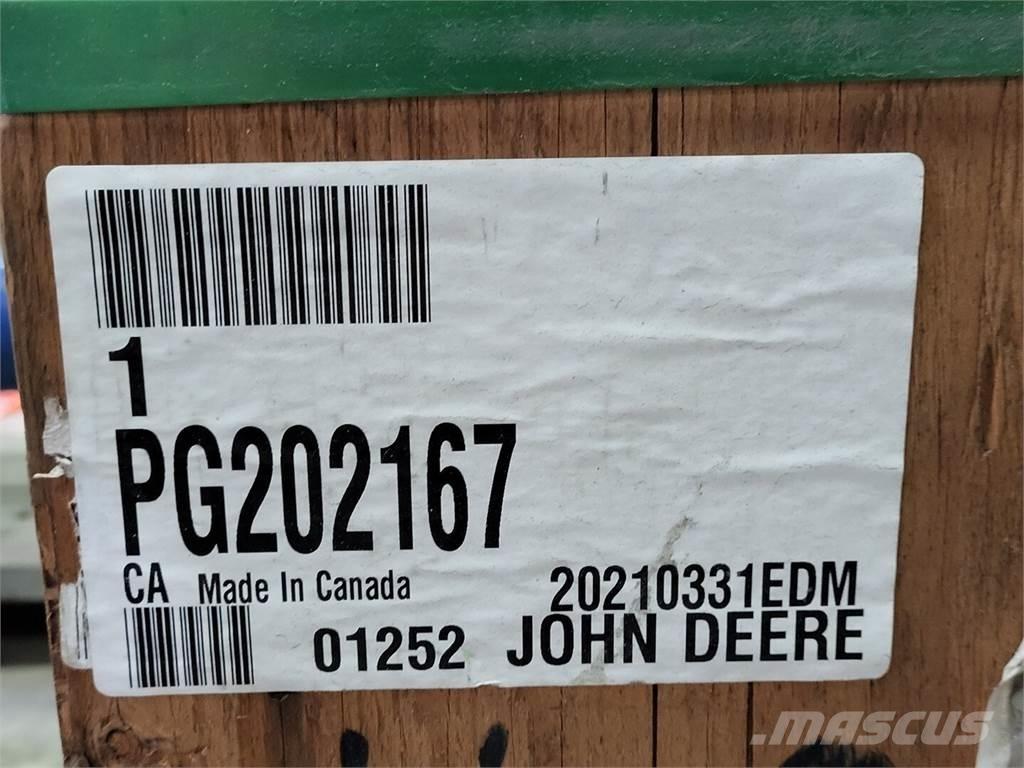 1
PG202167
CA Made In Canada 20210331EDM
01252 JOHN DEERE
MASCUS